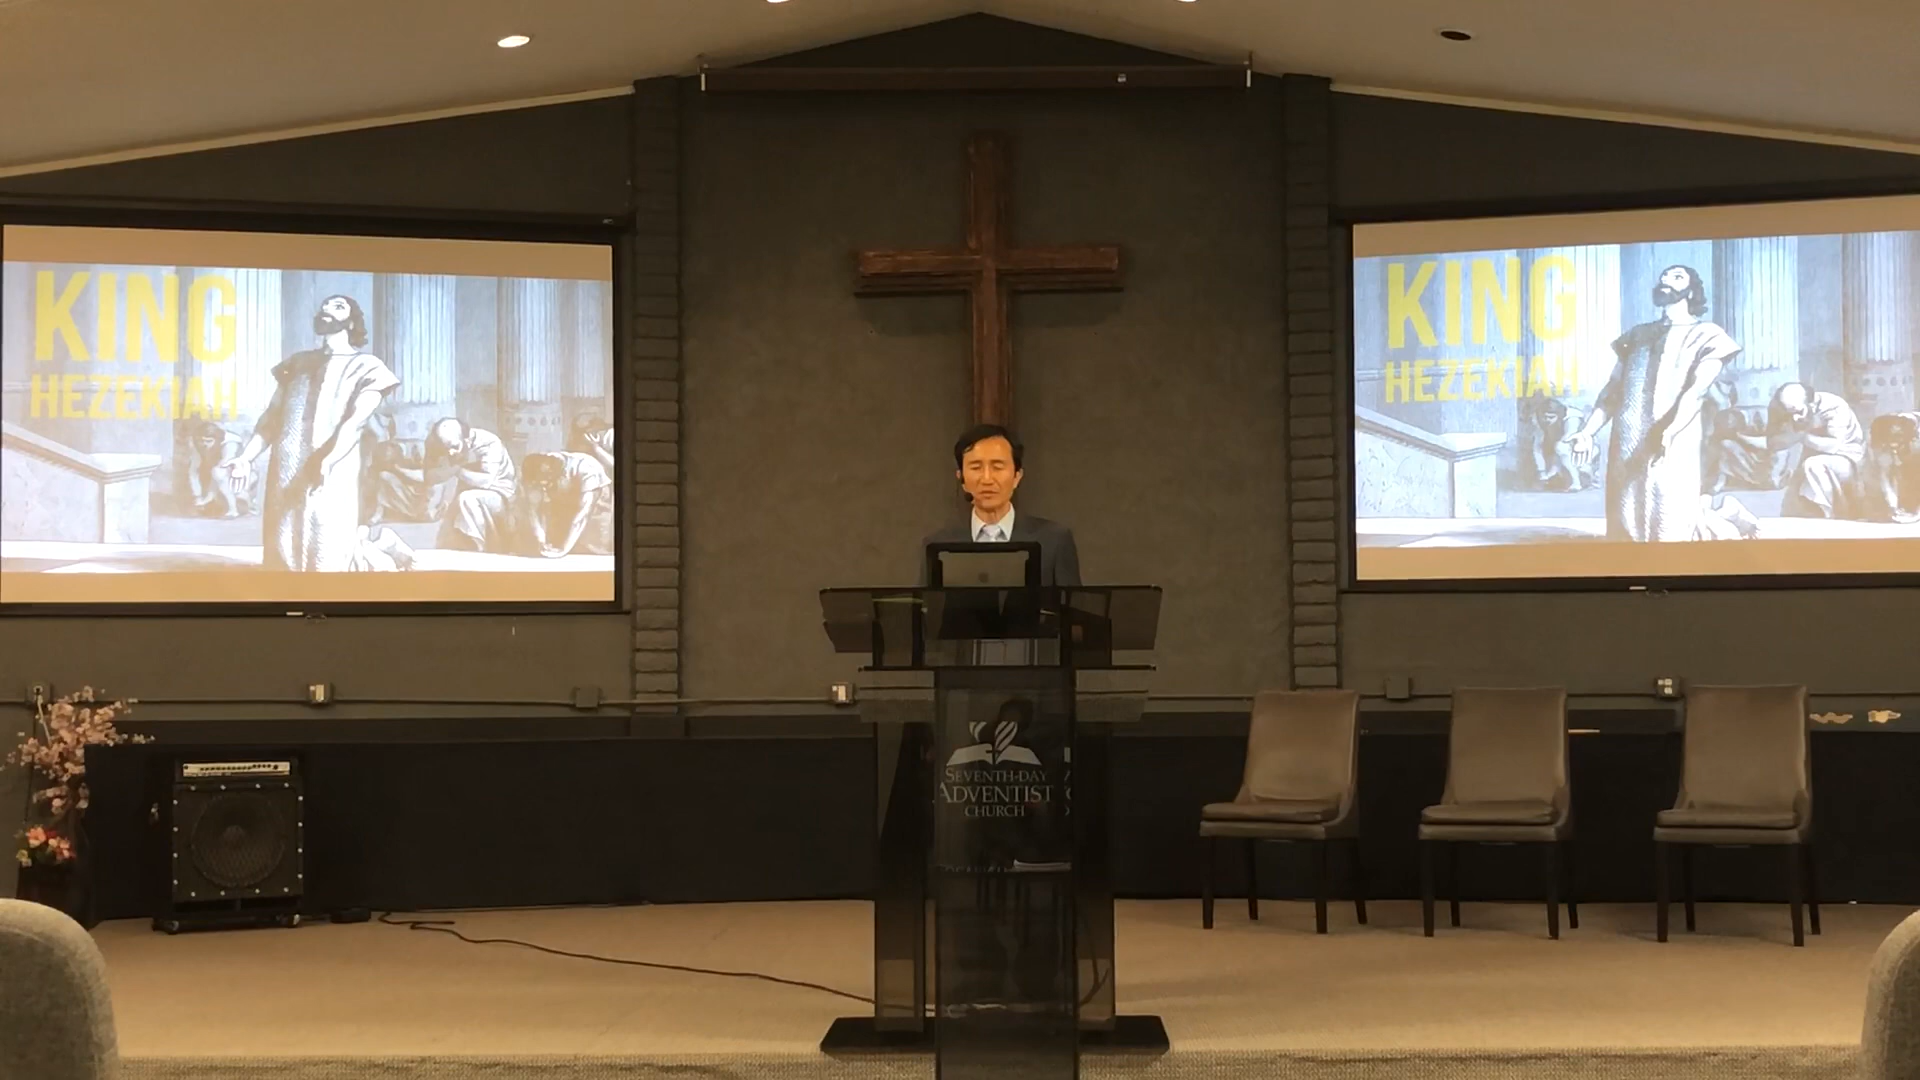 KING
HEZEKIAH
KING
HEZEKIAH
SEVENTH-DAY
ADVENTIST
CHURCH